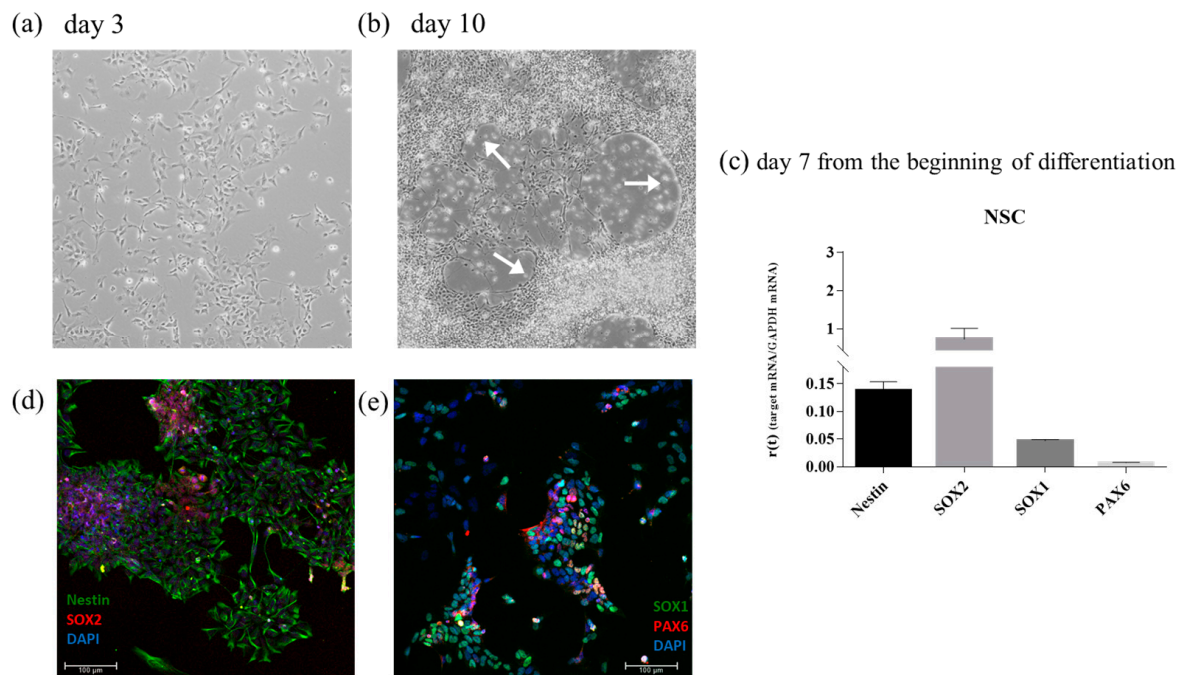 (a) day 3
(b) day 10
(c) day 7 from the beginning of differentiation
NSC
r(t) (target mRNA/GAPDH mRNA)
3
2
1
0.15
0.10
0.05
0.00
Nestin
SOX2
SOX1
PAX6
(d)
Nestin
SOX2
DAPI
100 µm
(e)
SOX1
PAX6
DAPI
100 µm